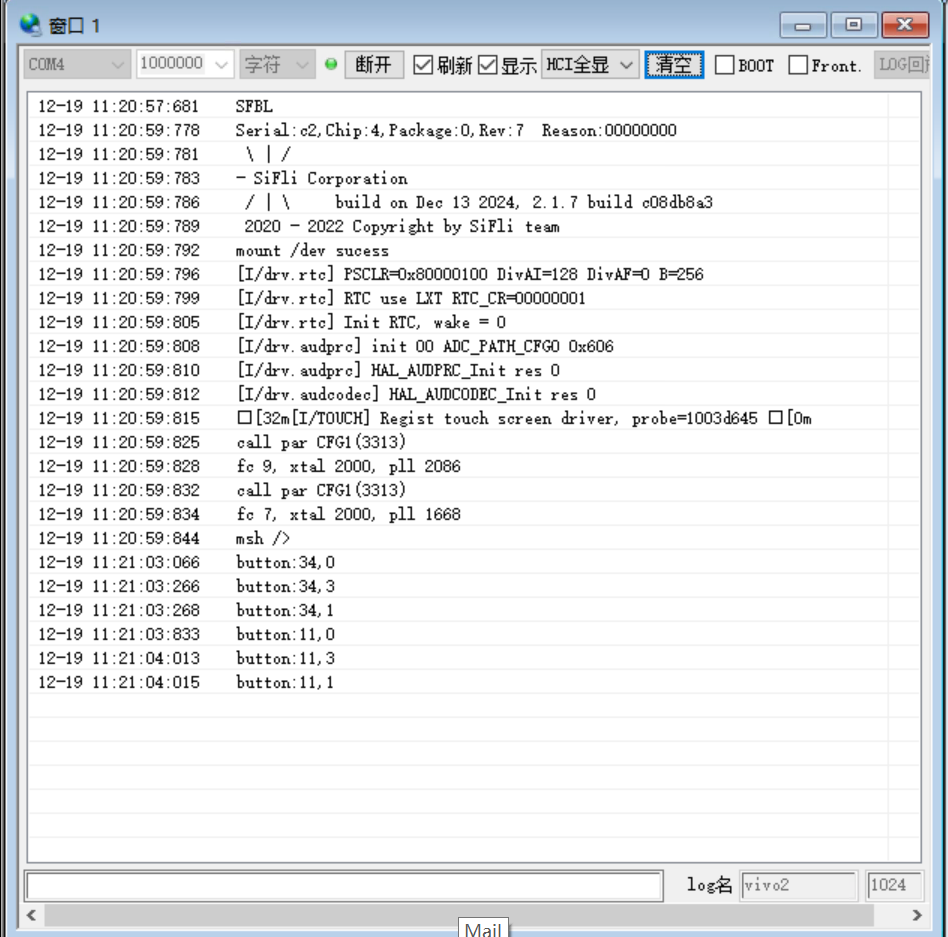 窗口 1
COM4 1000000 字符 断开 刷新 显示 HCI全显 清空 BOOT Front. LOG回
12-19 11:20:57:681 SFBL
12-19 11:20:59:778 Serial:c2,Chip:4,Package:0,Rev:7 Reason:00000000
12-19 11:20:59:781 \ | /
12-19 11:20:59:783 - SiFli Corporation
12-19 11:20:59:786 / | \ build on Dec 13 2024, 2.1.7 build c08db8a3
12-19 11:20:59:789 2020 - 2022 Copyright by SiFli team
12-19 11:20:59:792 mount /dev sucess
12-19 11:20:59:796 [I/drv.rtc] PSCLR=0x80000100 DivAI=128 DivAF=0 B=256
12-19 11:20:59:799 [I/drv.rtc] RTC use LXT RTC_CR=00000001
12-19 11:20:59:805 [I/drv.rtc] Init RTC, wake = 0
12-19 11:20:59:808 [I/drv.audprc] init 00 ADC_PATH_CFG0 0x606
12-19 11:20:59:810 [I/drv.audprc] HAL_AUDPRC_Init res 0
12-19 11:20:59:812 [I/drv.audcodec] HAL_AUDCODEC_Init res 0
12-19 11:20:59:815 □[32m[I/TOUCH] Regist touch screen driver, probe=1003d645 □[0m
12-19 11:20:59:825 call par CFG1(3313)
12-19 11:20:59:828 fc 9, xtal 2000, pll 2086
12-19 11:20:59:832 call par CFG1(3313)
12-19 11:20:59:834 fc 7, xtal 2000, pll 1668
12-19 11:20:59:844 msh />
12-19 11:21:03:066 button:34,0
12-19 11:21:03:266 button:34,3
12-19 11:21:03:268 button:34,1
12-19 11:21:03:833 button:11,0
12-19 11:21:04:013 button:11,3
12-19 11:21:04:015 button:11,1
log名 vivo2 1024
Mail